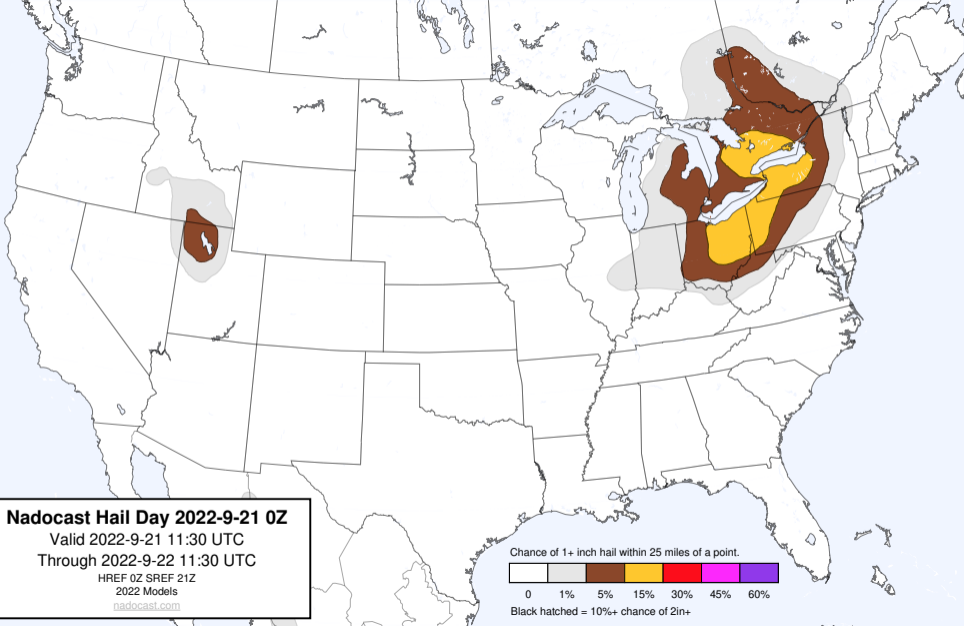 Nadocast Hail Day 2022-9-21 0Z
Valid 2022-9-21 11:30 UTC
Through 2022-9-22 11:30 UTC
HREF 0Z SREF 21Z
2022 Models
nadocast.com
Chance of 1+ inch hail within 25 miles of a point.
0 1% 5% 15% 30% 45% 60%
Black hatched = 10%+ chance of 2in+